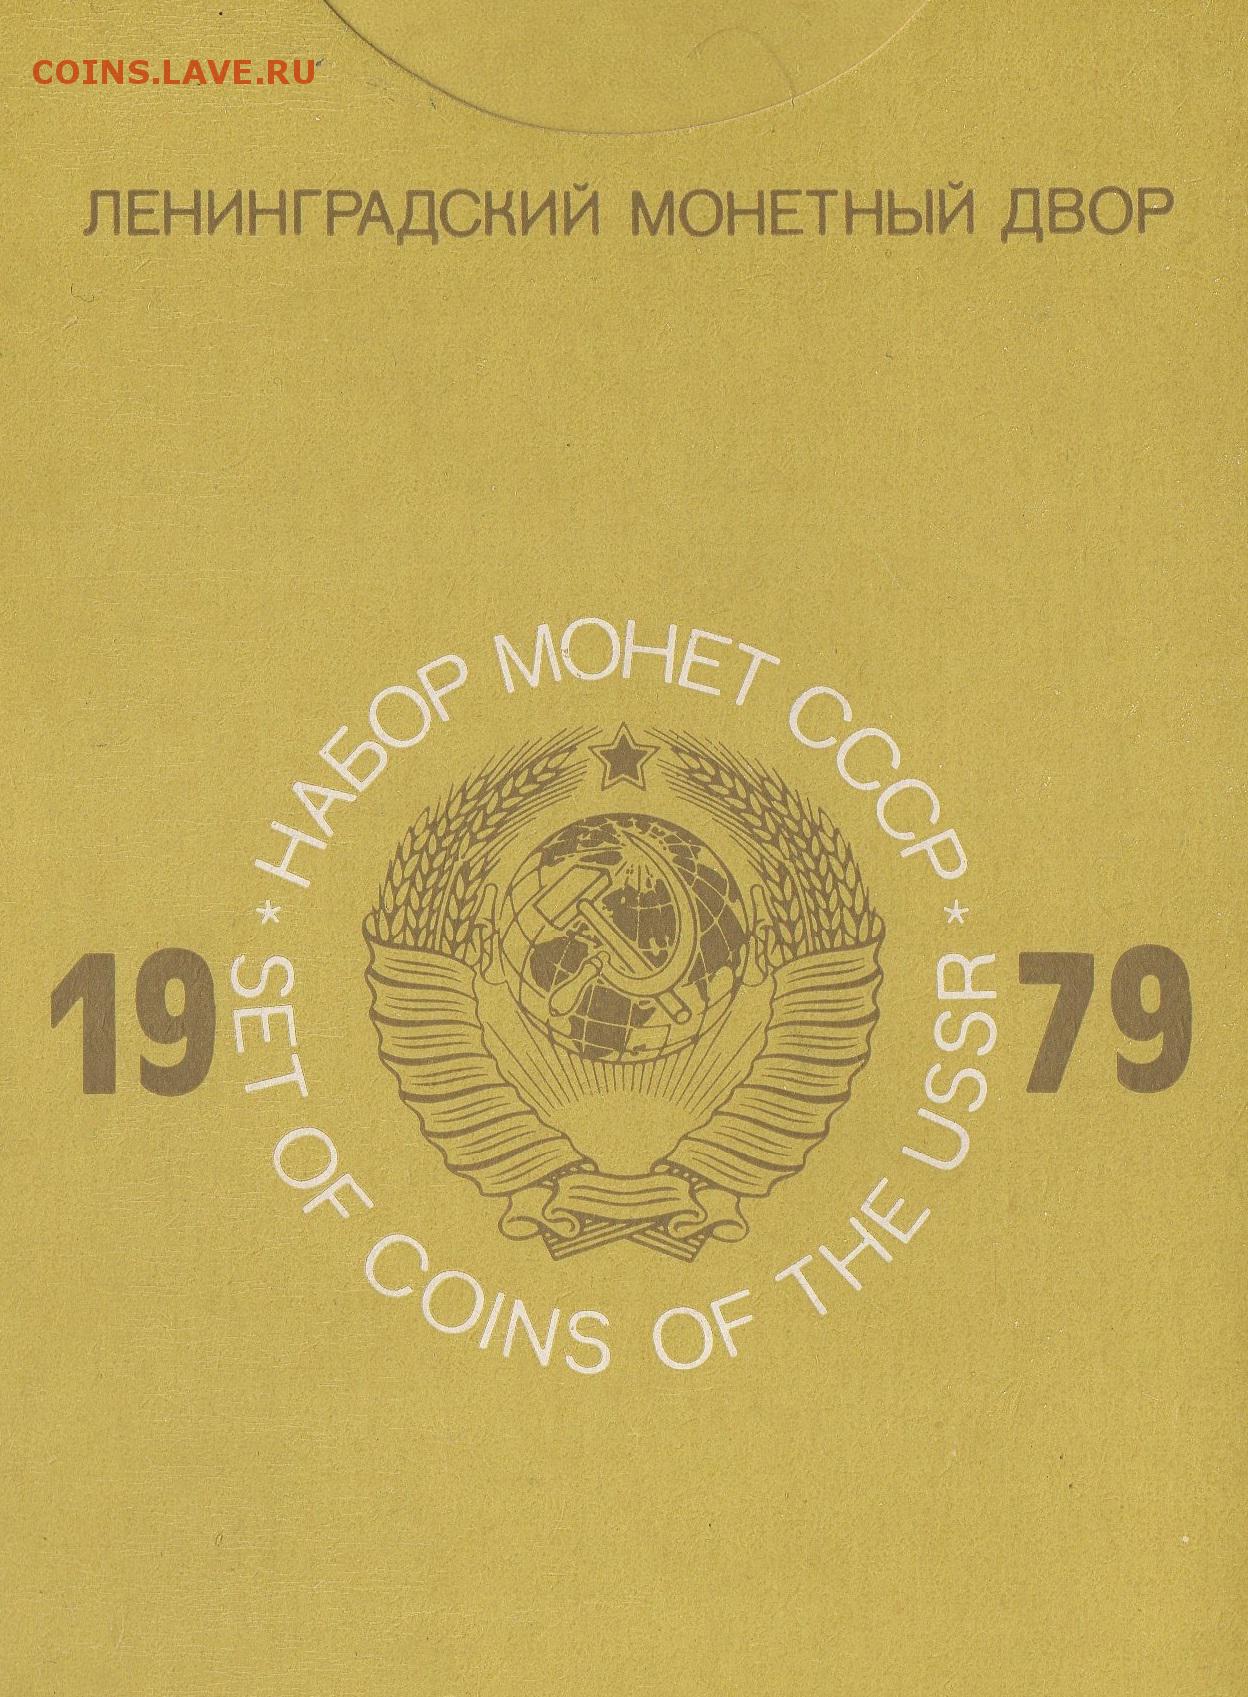 COINS.LAVE.RU
ЛЕНИНГРАДСКИЙ МОНЕТНЫЙ ДВОР
* НАБОР МОНЕТ СССР *
19 79
SET OF COINS OF THE USSR